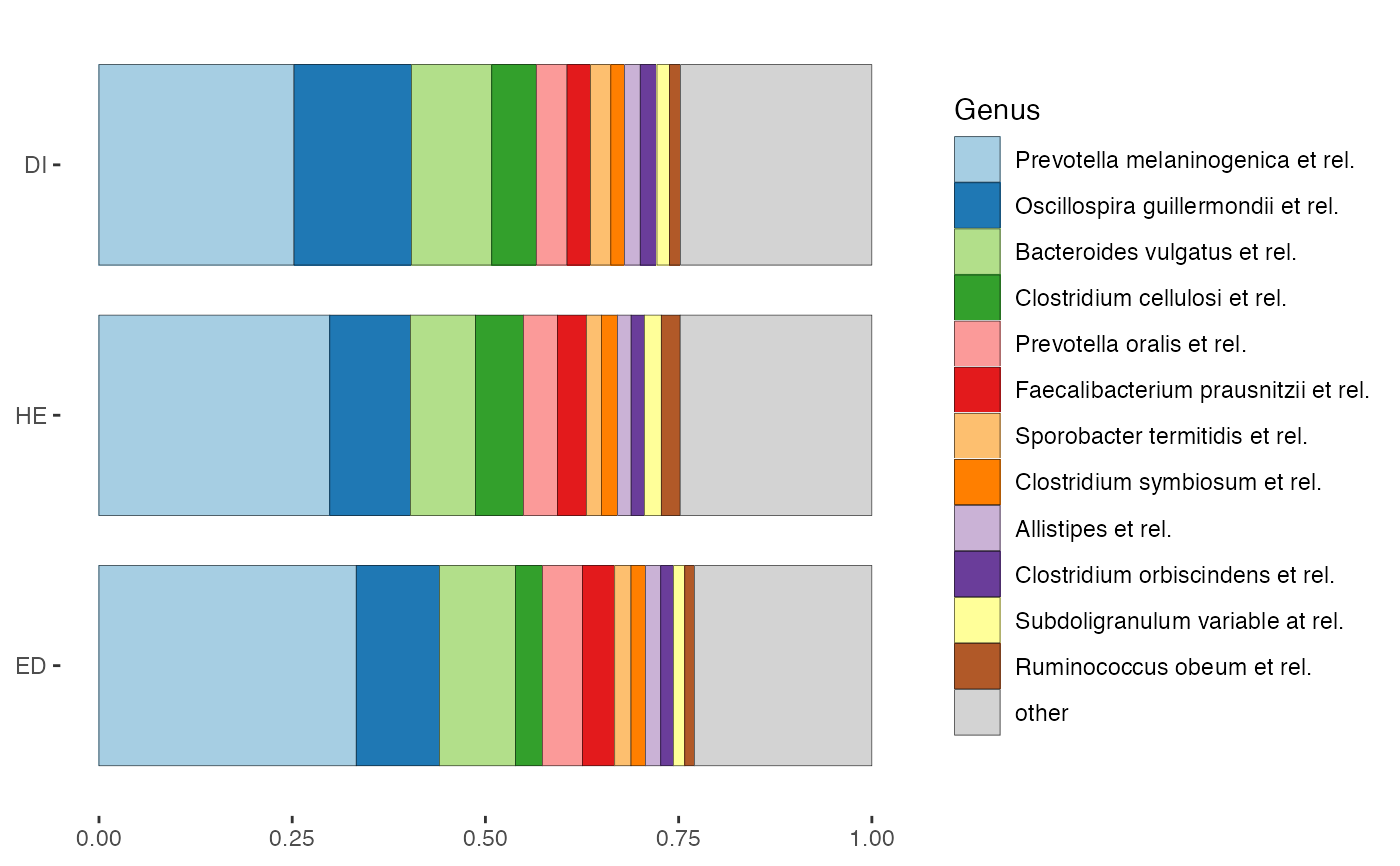 DI
HE
ED
0.00 0.25 0.50 0.75 1.00
Genus
Prevotella melaninogenica et rel.
Oscillospira guillermondii et rel.
Bacteroides vulgatus et rel.
Clostridium cellulosi et rel.
Prevotella oralis et rel.
Faecalibacterium prausnitzii et rel.
Sporobacter termitidis et rel.
Clostridium symbiosum et rel.
Allistipes et rel.
Clostridium orbiscindens et rel.
Subdoligranulum variable at rel.
Ruminococcus obeum et rel.
other